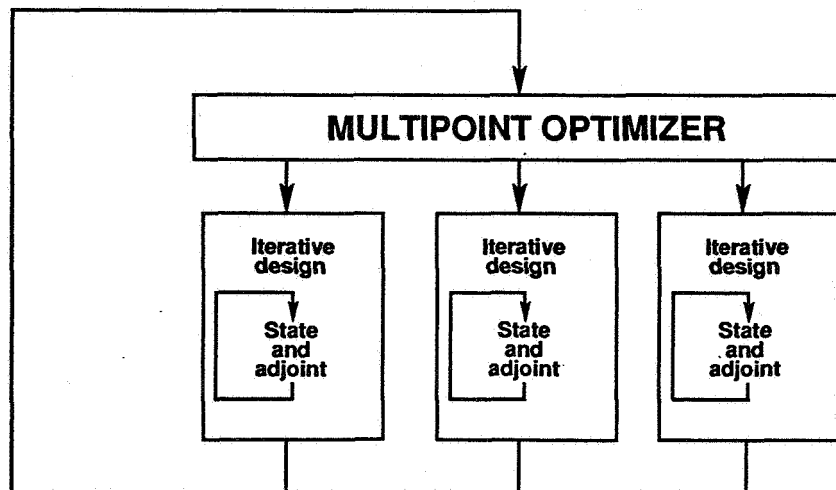 MULTIPOINT OPTIMIZER
Iterative
design
State
and
adjoint
Iterative
design
State
and
adjoint
Iterative
design
State
and
adjoint